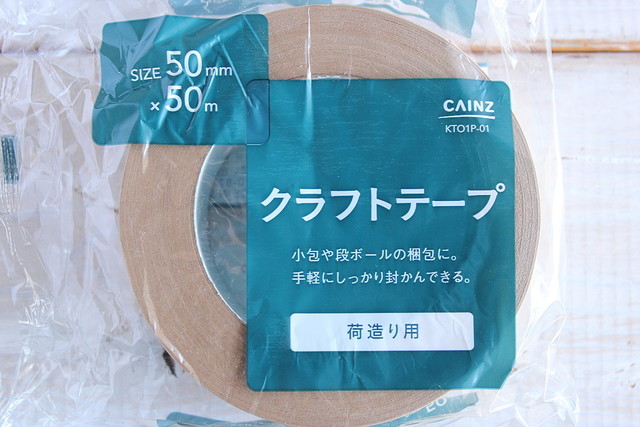 SIZE 50mm
×50m
CAINZ
KTO1P-01
クラフトテープ
小包や段ボールの梱包に。
手軽にしっかり封かんできる。
荷造り用